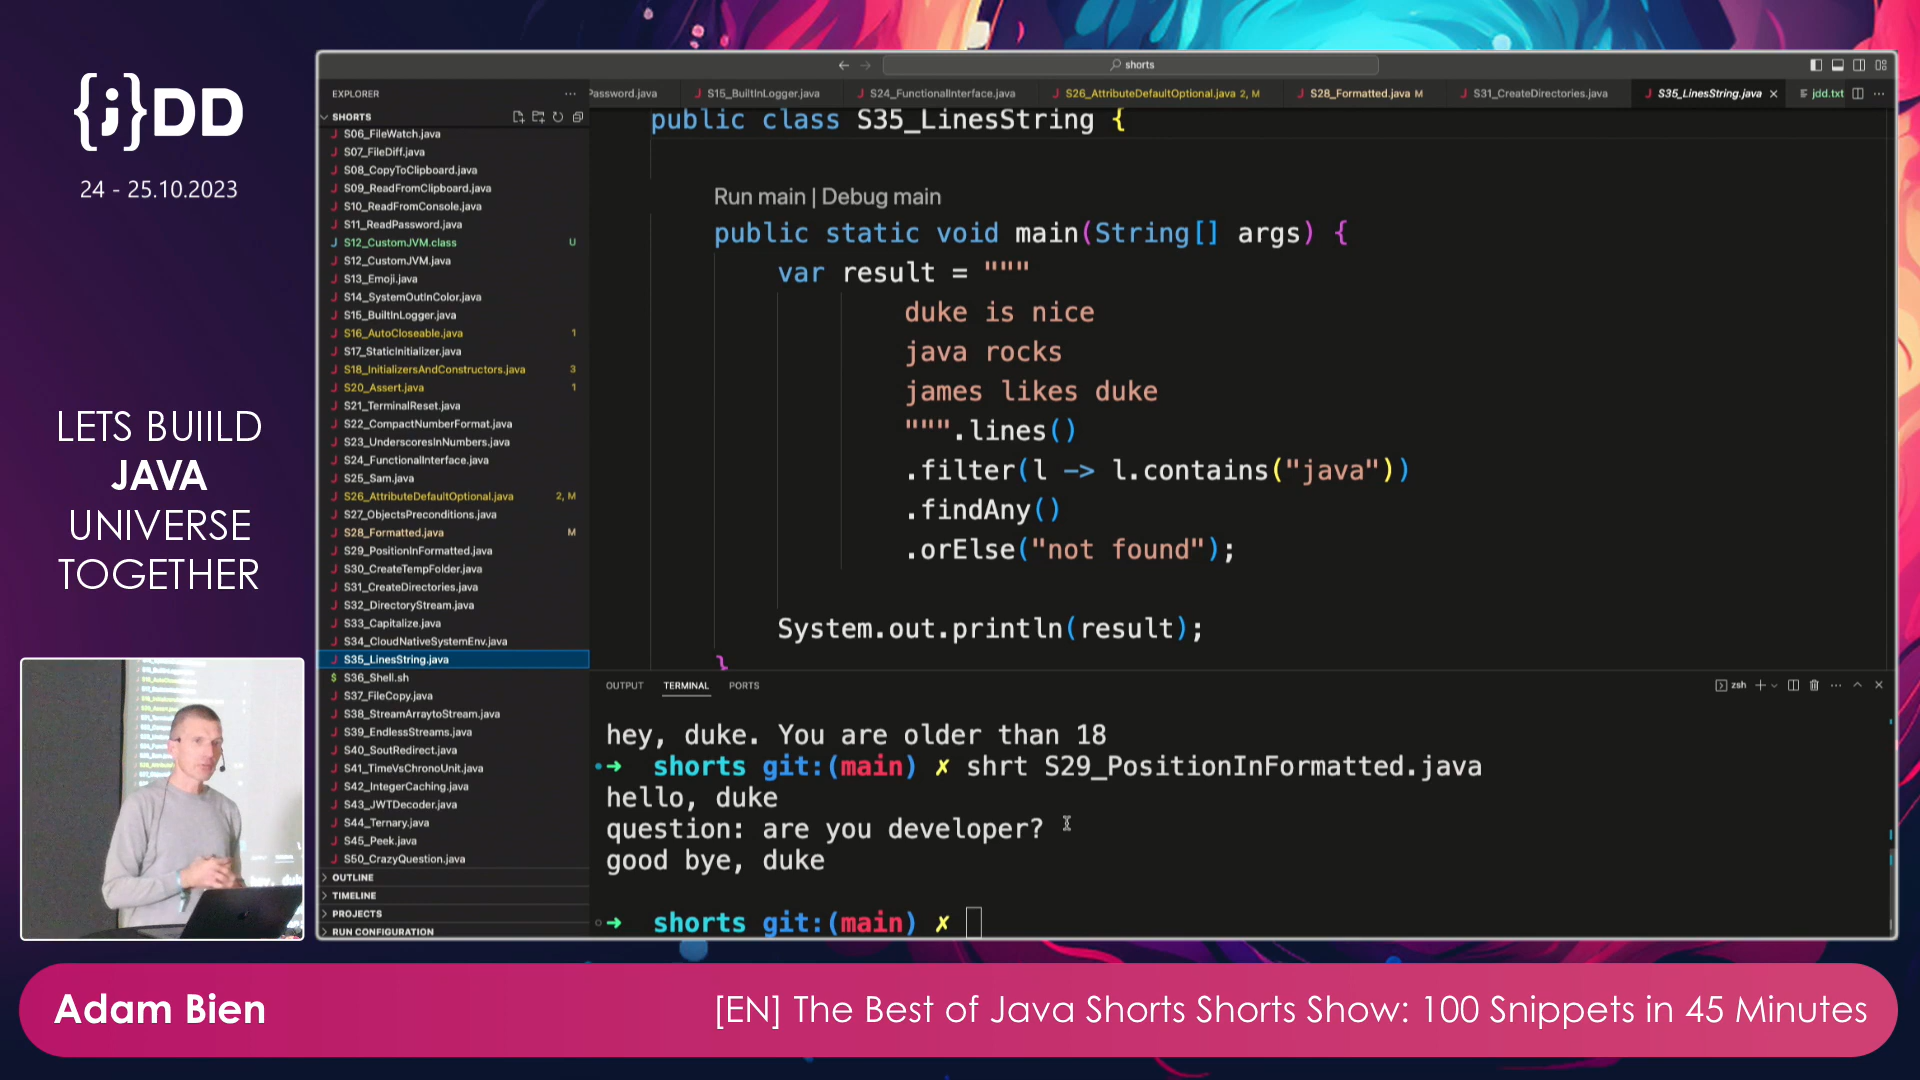 {j}DD
24 - 25.10.2023
LETS BUIILD
JAVA
UNIVERSE
TOGETHER
shorts
EXPLORER
SHORTS
S06_FileWatch.java
S07_FileDiff.java
S08_CopyToClipboard.java
S09_ReadFromClipboard.java
S10_ReadFromConsole.java
S11_ReadPassword.java
S12_CustomJVM.class U
S12_CustomJVM.java
S13_Emoji.java
S14_SystemOutInColor.java
S15_BuiltInLogger.java
S16_AutoCloseable.java 1
S17_StaticInitializer.java
S18_InitializersAndConstructors.java 3
S20_Assert.java 1
S21_TerminalReset.java
S22_CompactNumberFormat.java
S23_UnderscoresInNumbers.java
S24_FunctionalInterface.java
S25_Sam.java
S26_AttributeDefaultOptional.java 2, M
S27_ObjectsPreconditions.java
S28_Formatted.java M
S29_PositionInFormatted.java
S30_CreateTempFolder.java
S31_CreateDirectories.java
S32_DirectoryStream.java
S33_Capitalize.java
S34_CloudNativeSystemEnv.java
S35_LinesString.java
$ S36_Shell.sh
S37_FileCopy.java
S38_StreamArraytoStream.java
S39_EndlessStreams.java
S40_SoutRedirect.java
S41_TimeVsChronoUnit.java
S42_IntegerCaching.java
S43_JWTDecoder.java
S44_Ternary.java
S45_Peek.java
S50_CrazyQuestion.java
OUTLINE
TIMELINE
PROJECTS
RUN CONFIGURATION
Password.java S15_BuiltInLogger.java S24_FunctionalInterface.java S26_AttributeDefaultOptional.java 2, M S28_Formatted.java M S31_CreateDirectories.java S35_LinesString.java jdd.txt
public class S35_LinesString {
Run main | Debug main
public static void main(String[] args) {
var result = """
duke is nice
java rocks
james likes duke
""".lines()
.filter(l -> l.contains("java"))
.findAny()
.orElse("not found");
System.out.println(result);
}
OUTPUT TERMINAL PORTS zsh
hey, duke. You are older than 18
➜ shorts git:(main) ✗ shrt S29_PositionInFormatted.java
hello, duke
question: are you developer?
good bye, duke
➜ shorts git:(main) ✗
Adam Bien
[EN] The Best of Java Shorts Shorts Show: 100 Snippets in 45 Minutes